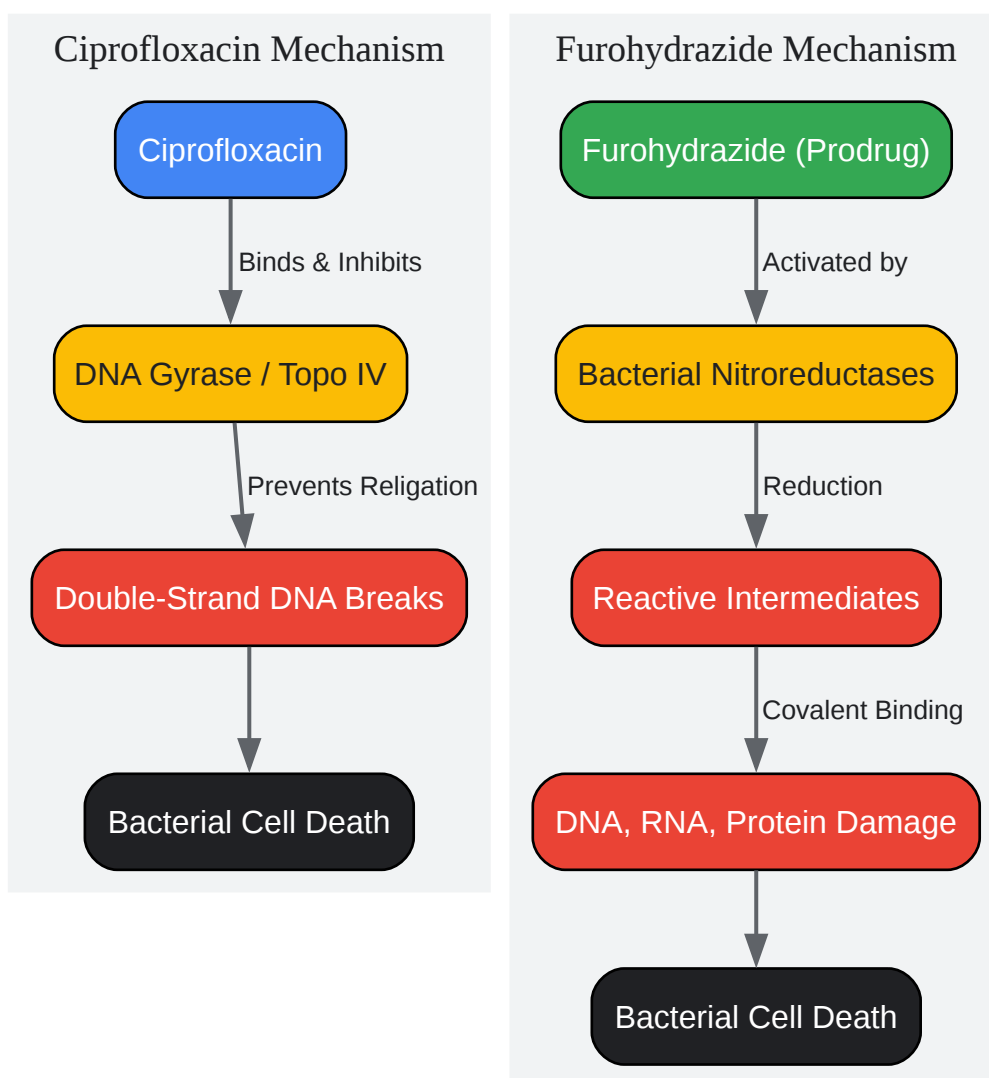 Ciprofloxacin Mechanism
Ciprofloxacin
Binds & Inhibits
DNA Gyrase / Topo IV
Prevents Religation
Double-Strand DNA Breaks
Bacterial Cell Death
Furohydrazide Mechanism
Furohydrazide (Prodrug)
Activated by
Bacterial Nitroreductases
Reduction
Reactive Intermediates
Covalent Binding
DNA, RNA, Protein Damage
Bacterial Cell Death